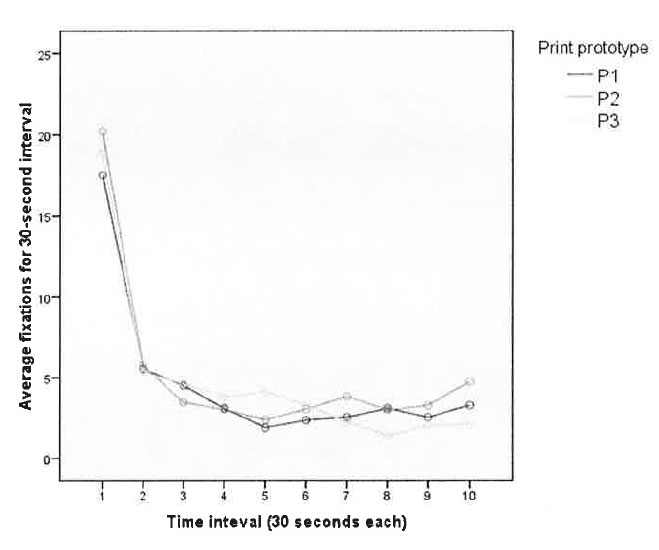 Print prototype
P1
P2
P3
Average fixations for 30-second interval
25
20
15
10
5
0
1 2 3 4 5 6 7 8 9 10
Time inteval (30 seconds each)